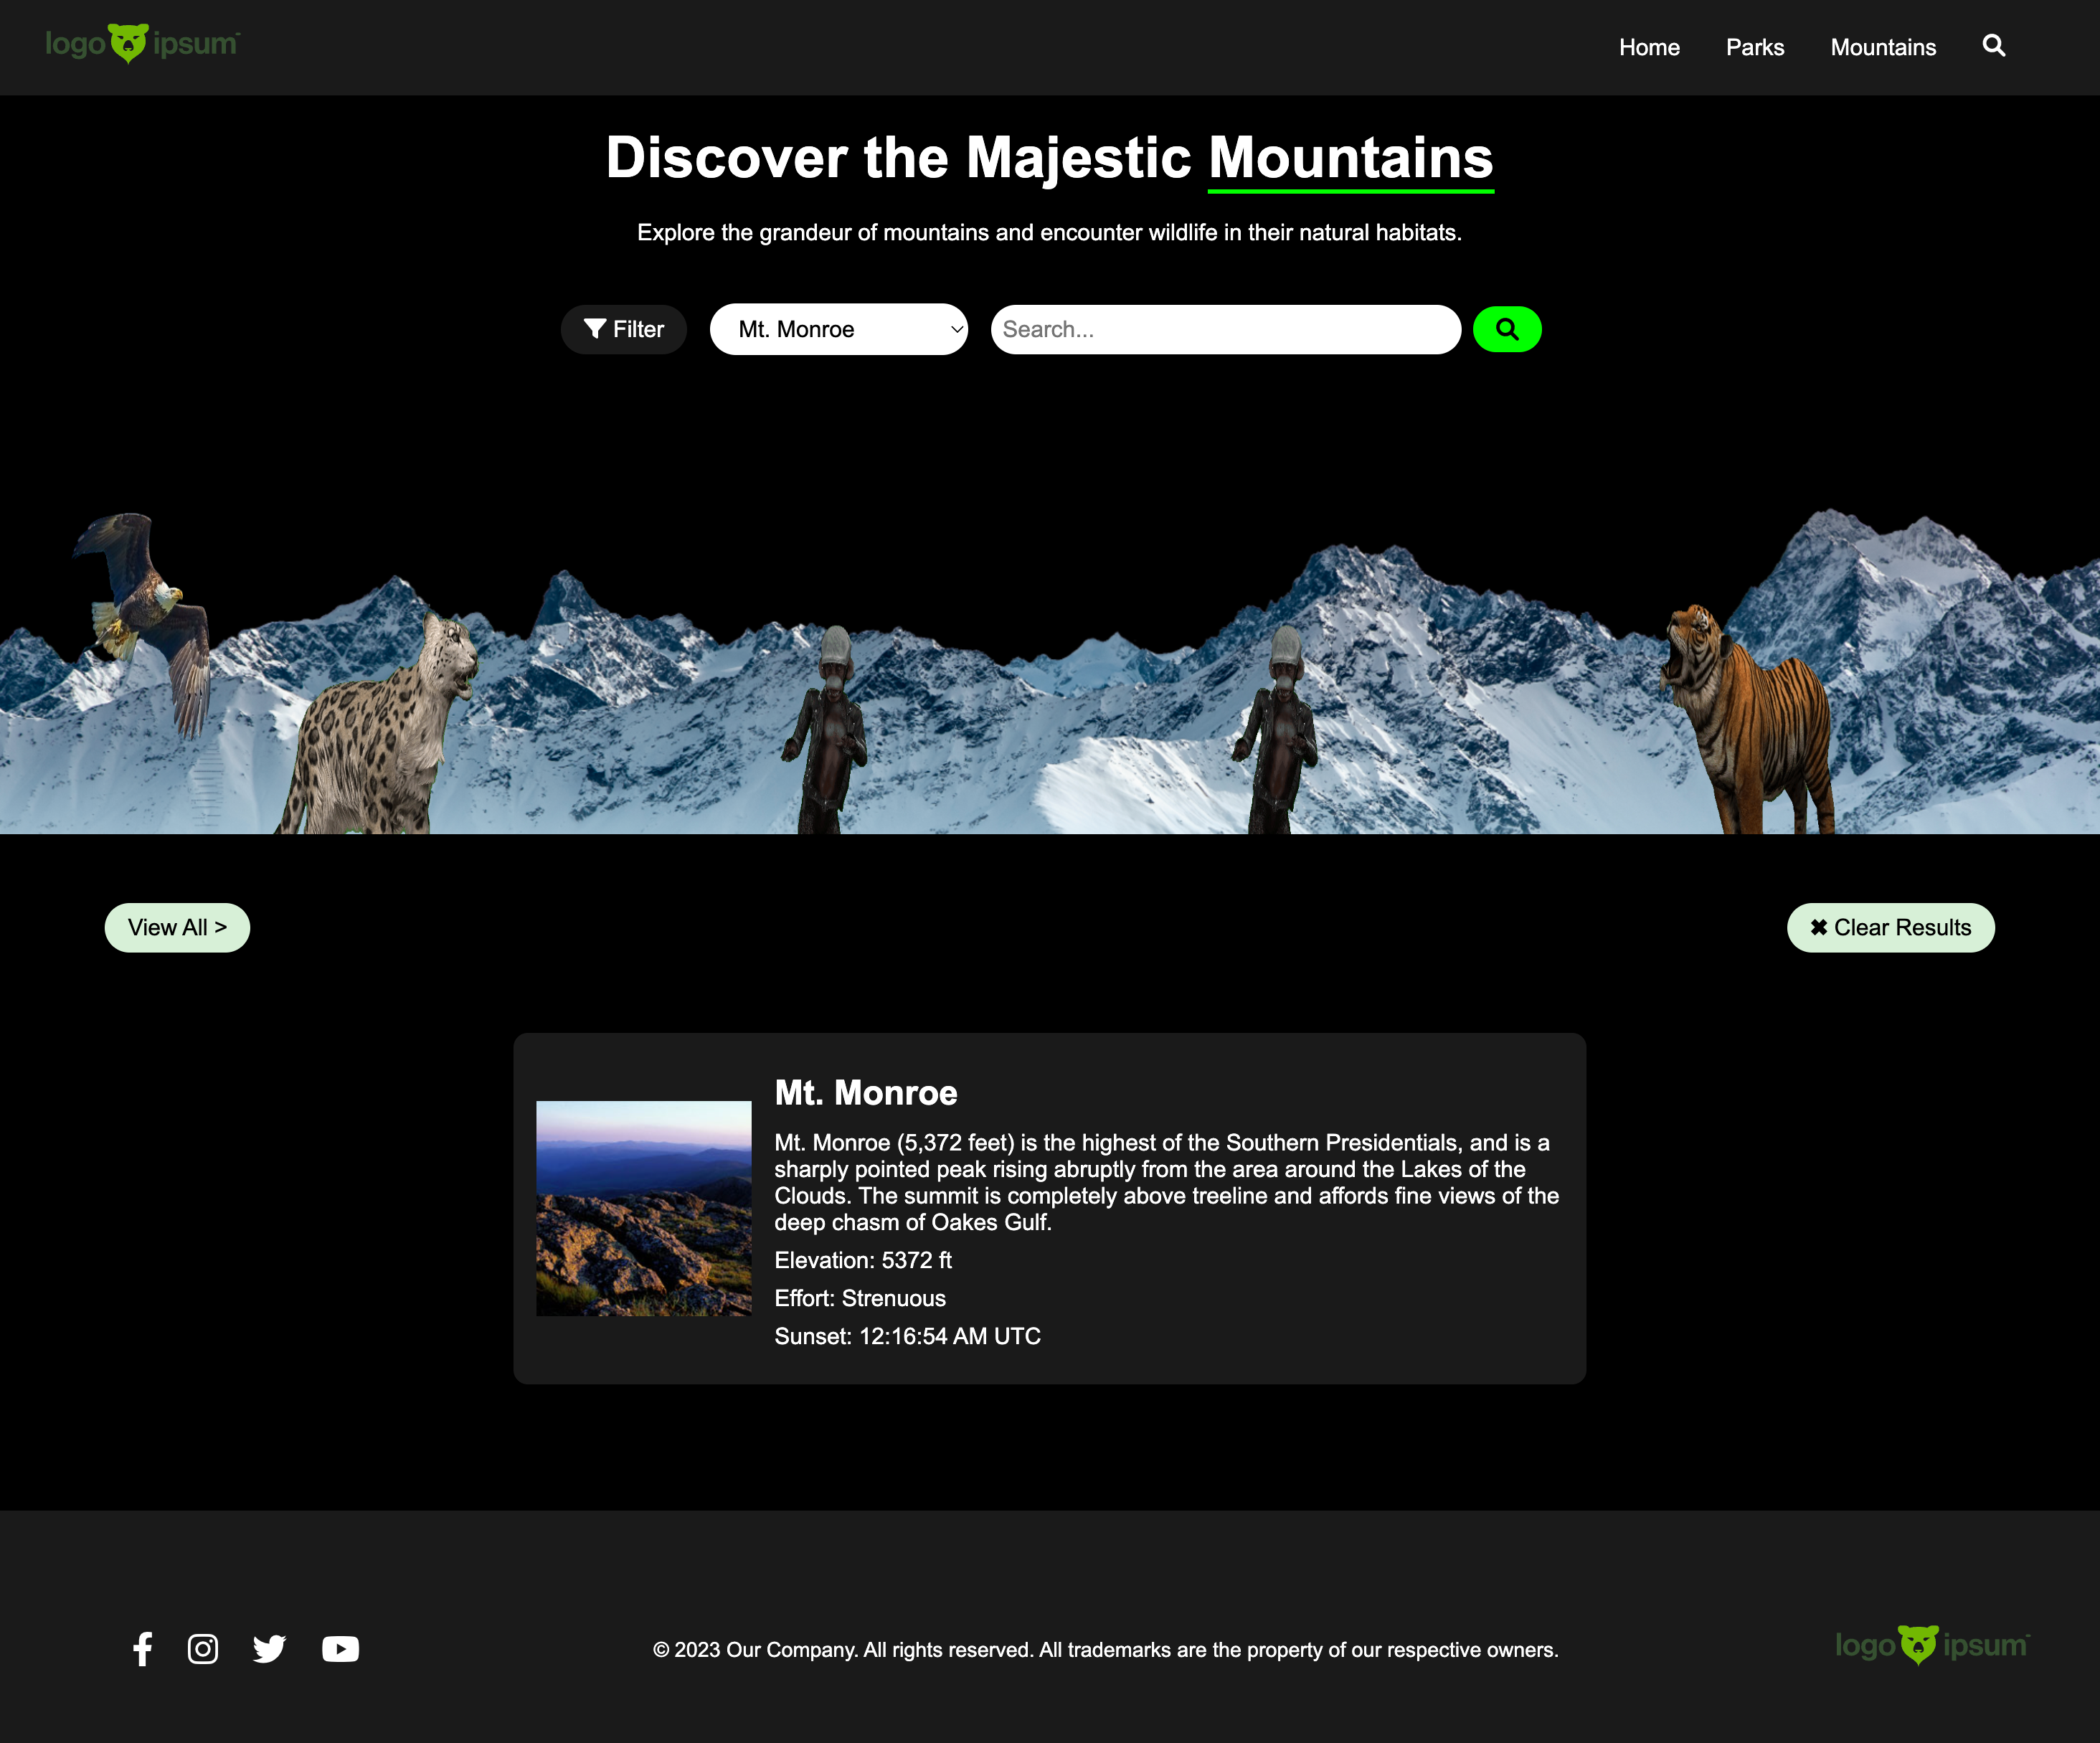 logo ipsum
Home Parks Mountains
Discover the Majestic Mountains
Explore the grandeur of mountains and encounter wildlife in their natural habitats.
Filter Mt. Monroe Search...
View All > ✖ Clear Results
Mt. Monroe
Mt. Monroe (5,372 feet) is the highest of the Southern Presidentials, and is a
sharply pointed peak rising abruptly from the area around the Lakes of the
Clouds. The summit is completely above treeline and affords fine views of the
deep chasm of Oakes Gulf.
Elevation: 5372 ft
Effort: Strenuous
Sunset: 12:16:54 AM UTC
© 2023 Our Company. All rights reserved. All trademarks are the property of our respective owners.
logo ipsum